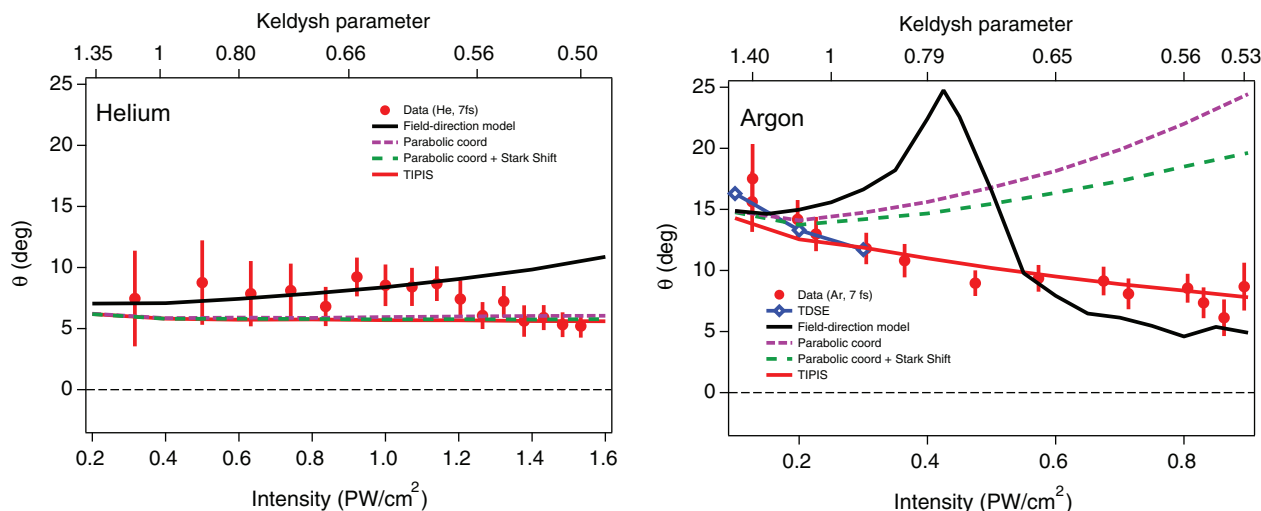 Keldysh parameter
1.35 1 0.80 0.66 0.56 0.50
25
20
15
10
5
0
θ (deg)
Helium
Data (He, 7fs)
Field-direction model
Parabolic coord
Parabolic coord + Stark Shift
TIPIS
0.2 0.4 0.6 0.8 1.0 1.2 1.4 1.6
Intensity (PW/cm²)
Keldysh parameter
1.40 1 0.79 0.65 0.56 0.53
25
20
15
10
5
0
θ (deg)
Argon
Data (Ar, 7 fs)
TDSE
Field-direction model
Parabolic coord
Parabolic coord + Stark Shift
TIPIS
0.2 0.4 0.6 0.8
Intensity (PW/cm²)